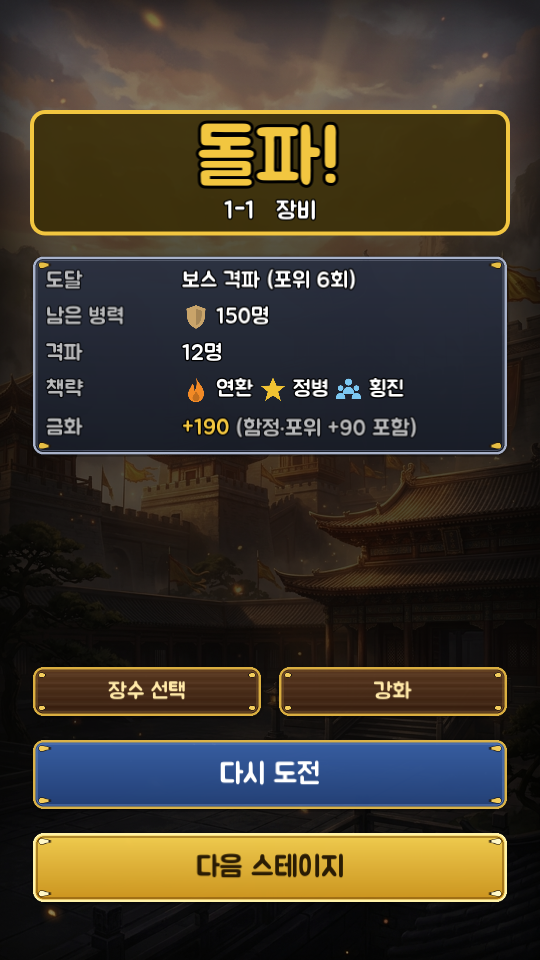 돌파!
1-1 장비
도달 보스 격파 (포위 6회)
남은 병력 150명
격파 12명
책략 연환 정병 횡진
금화 +190 (함정·포위 +90 포함)
장수 선택 강화
다시 도전
다음 스테이지